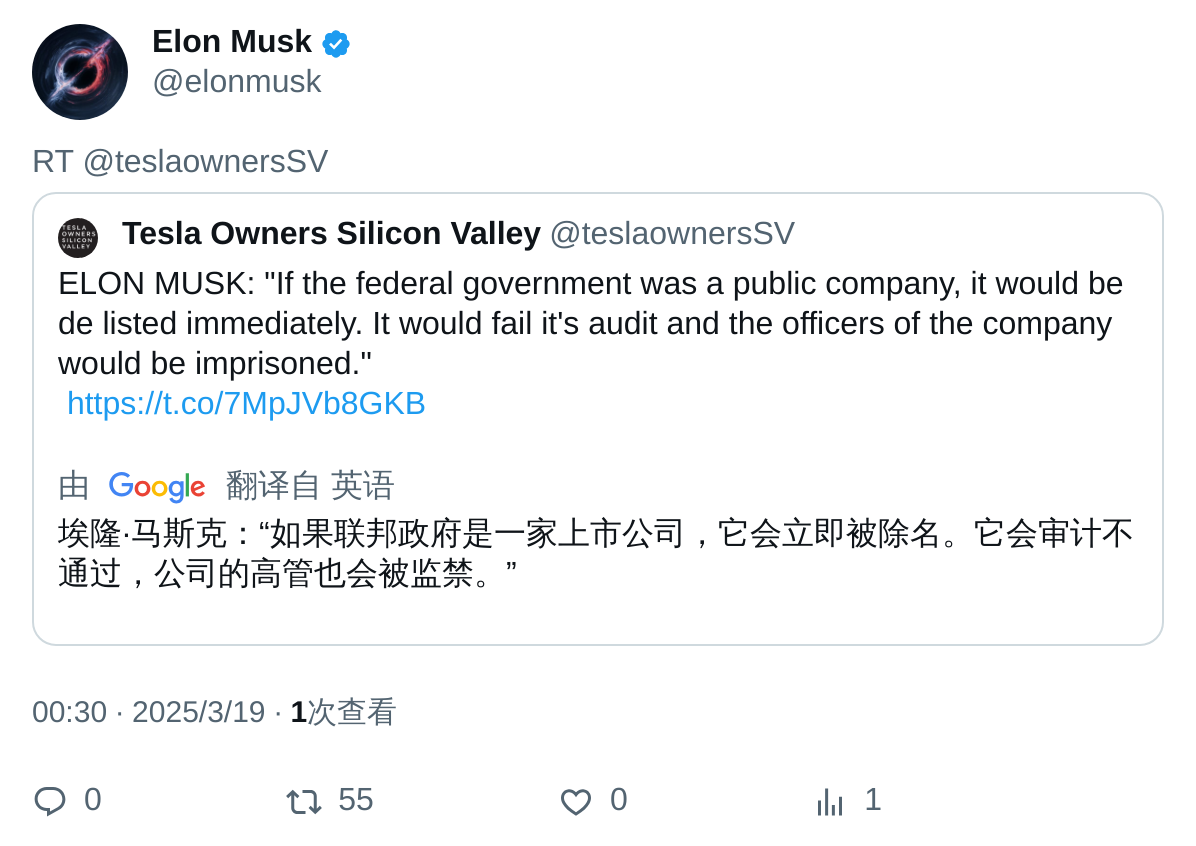 Elon Musk
@elonmusk
RT @teslaownersSV
TESLA
OWNERS
SILICON
VALLEY
Tesla Owners Silicon Valley @teslaownersSV
ELON MUSK: "If the federal government was a public company, it would be
de listed immediately. It would fail it's audit and the officers of the company
would be imprisoned."
https://t.co/7MpJVb8GKB
由 Google 翻译自 英语
埃隆·马斯克：“如果联邦政府是一家上市公司，它会立即被除名。它会审计不
通过，公司的高管也会被监禁。”
00:30 · 2025/3/19 · 1次查看
0 55 0 1